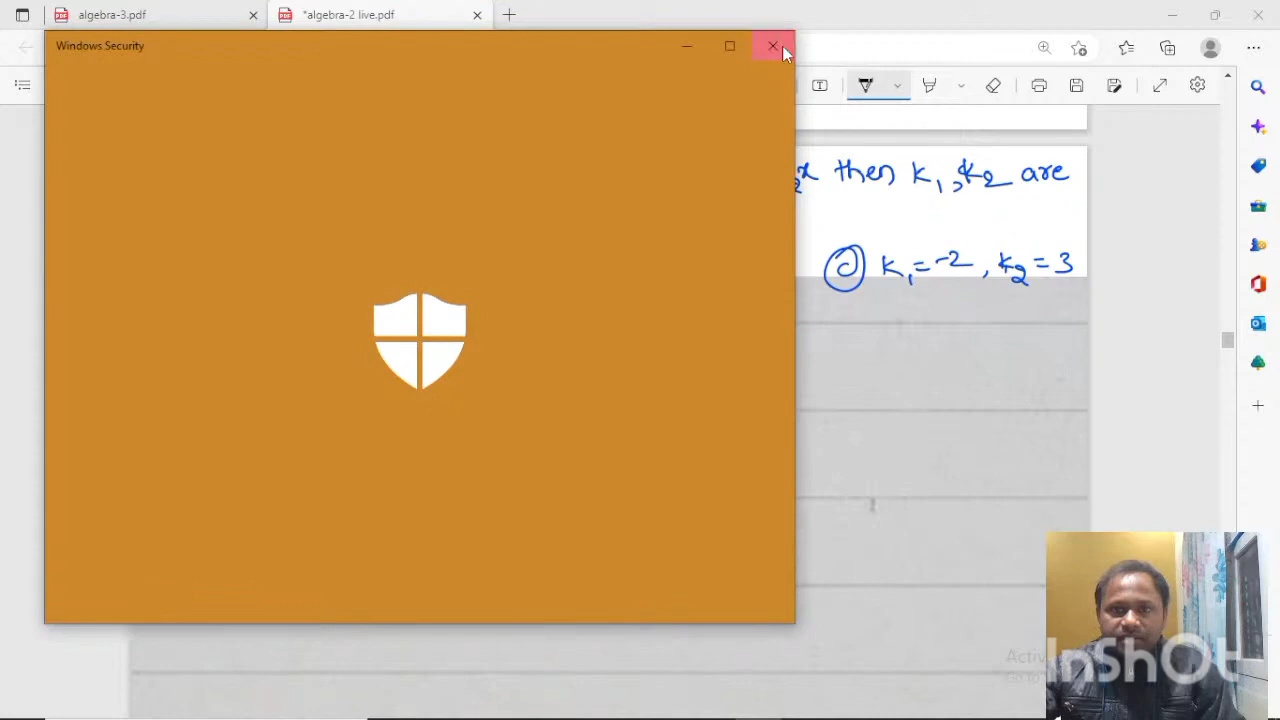 algebra-3.pdf
*algebra-2 live.pdf
Windows Security
then k₁, k₂ are
ⓒ k₁ = -2, k₂ = 3
InShOt